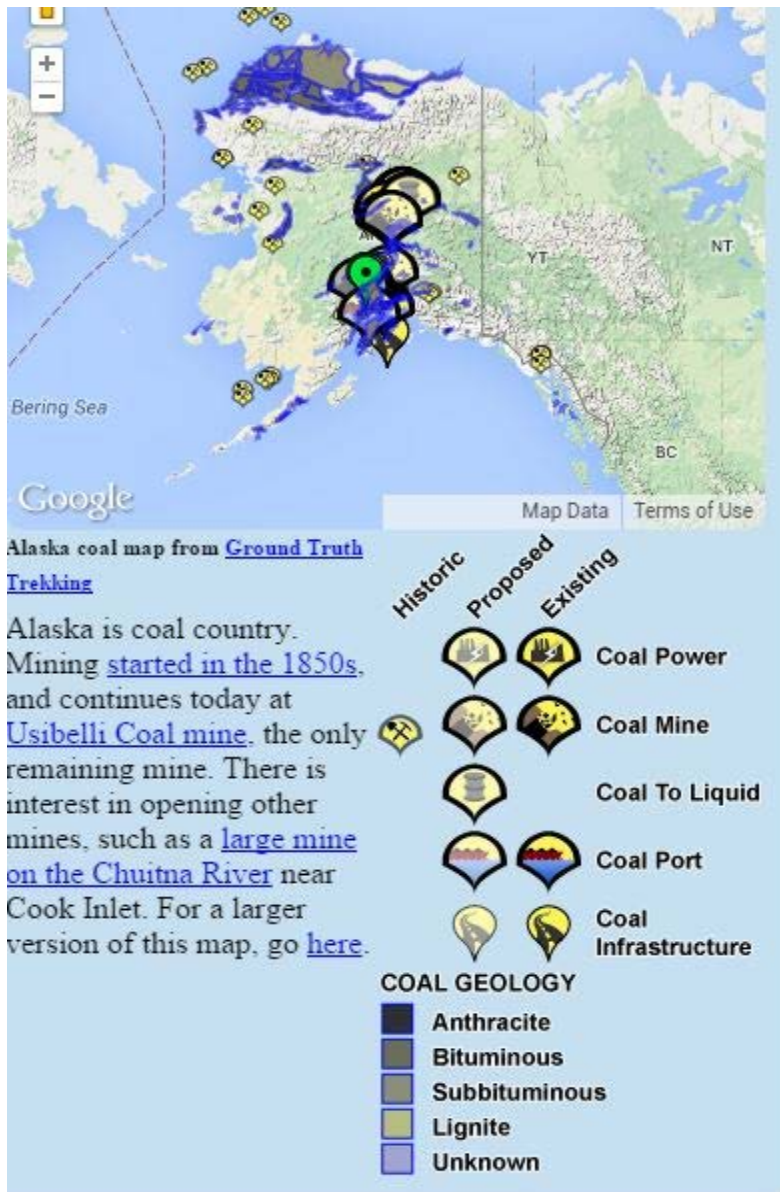 +
−
YT
NT
Bering Sea
BC
Google
Map Data
Terms of Use
Alaska coal map from Ground Truth
Trekking
Alaska is coal country.
Mining started in the 1850s,
and continues today at
Usibelli Coal mine, the only
remaining mine. There is
interest in opening other
mines, such as a large mine
on the Chuitna River near
Cook Inlet. For a larger
version of this map, go here.
Historic
Proposed
Existing
Coal Power
Coal Mine
Coal To Liquid
Coal Port
Coal
Infrastructure
COAL GEOLOGY
Anthracite
Bituminous
Subbituminous
Lignite
Unknown